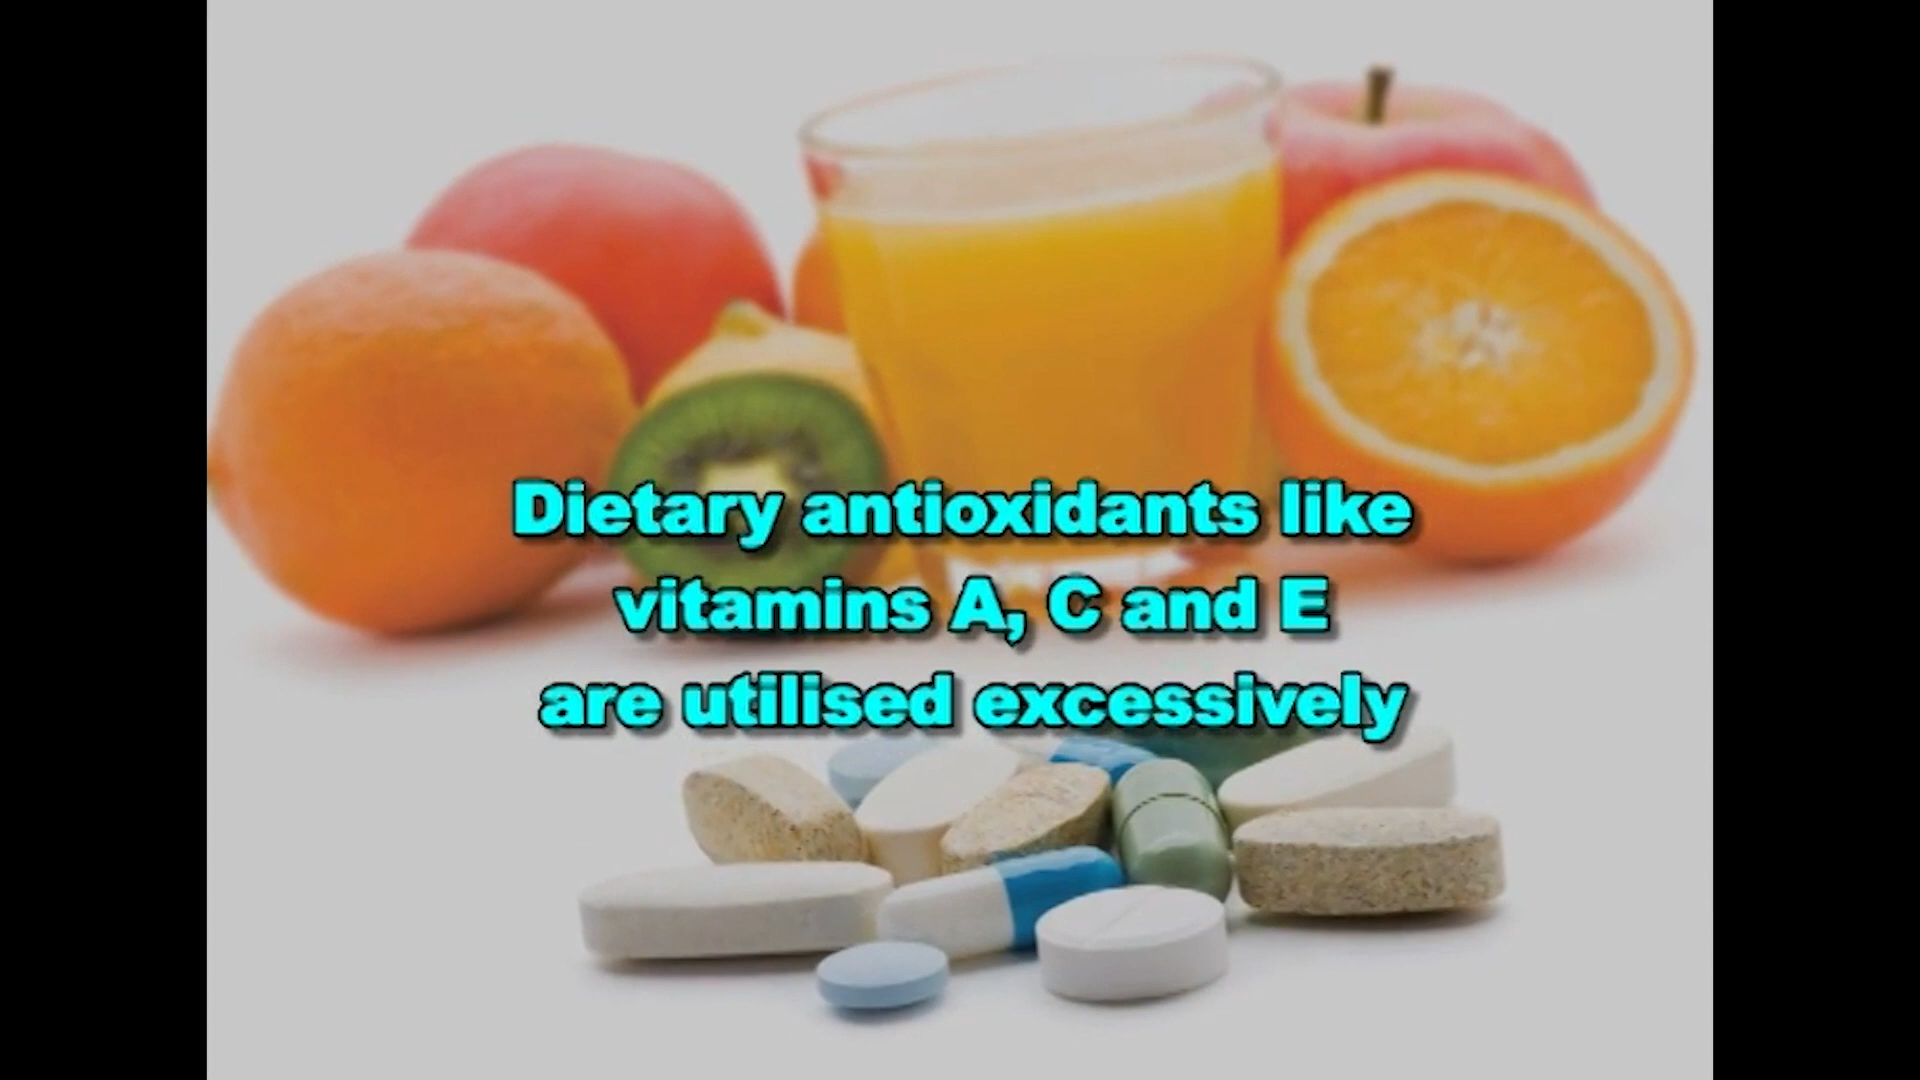 Dietary antioxidants like
vitamins A, C and E
are utilised excessively